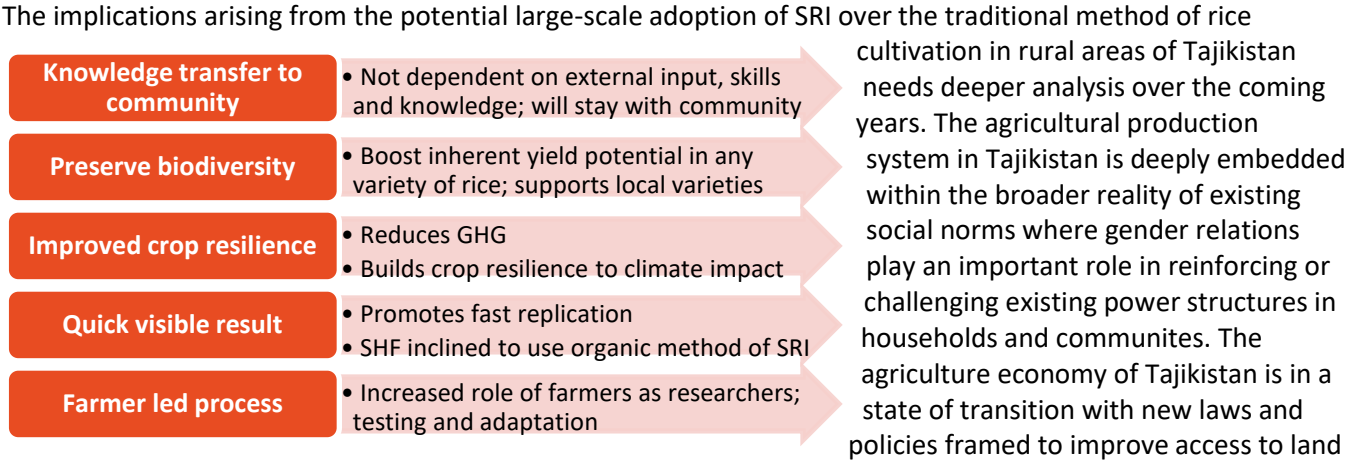 The implications arising from the potential large-scale adoption of SRI over the traditional method of rice
cultivation in rural areas of Tajikistan
needs deeper analysis over the coming
years. The agricultural production
system in Tajikistan is deeply embedded
within the broader reality of existing
social norms where gender relations
play an important role in reinforcing or
challenging existing power structures in
households and communites. The
agriculture economy of Tajikistan is in a
state of transition with new laws and
policies framed to improve access to land
Knowledge transfer to
community
• Not dependent on external input, skills
and knowledge; will stay with community
Preserve biodiversity
• Boost inherent yield potential in any
variety of rice; supports local varieties
Improved crop resilience
• Reduces GHG
• Builds crop resilience to climate impact
Quick visible result
• Promotes fast replication
• SHF inclined to use organic method of SRI
Farmer led process
• Increased role of farmers as researchers;
testing and adaptation